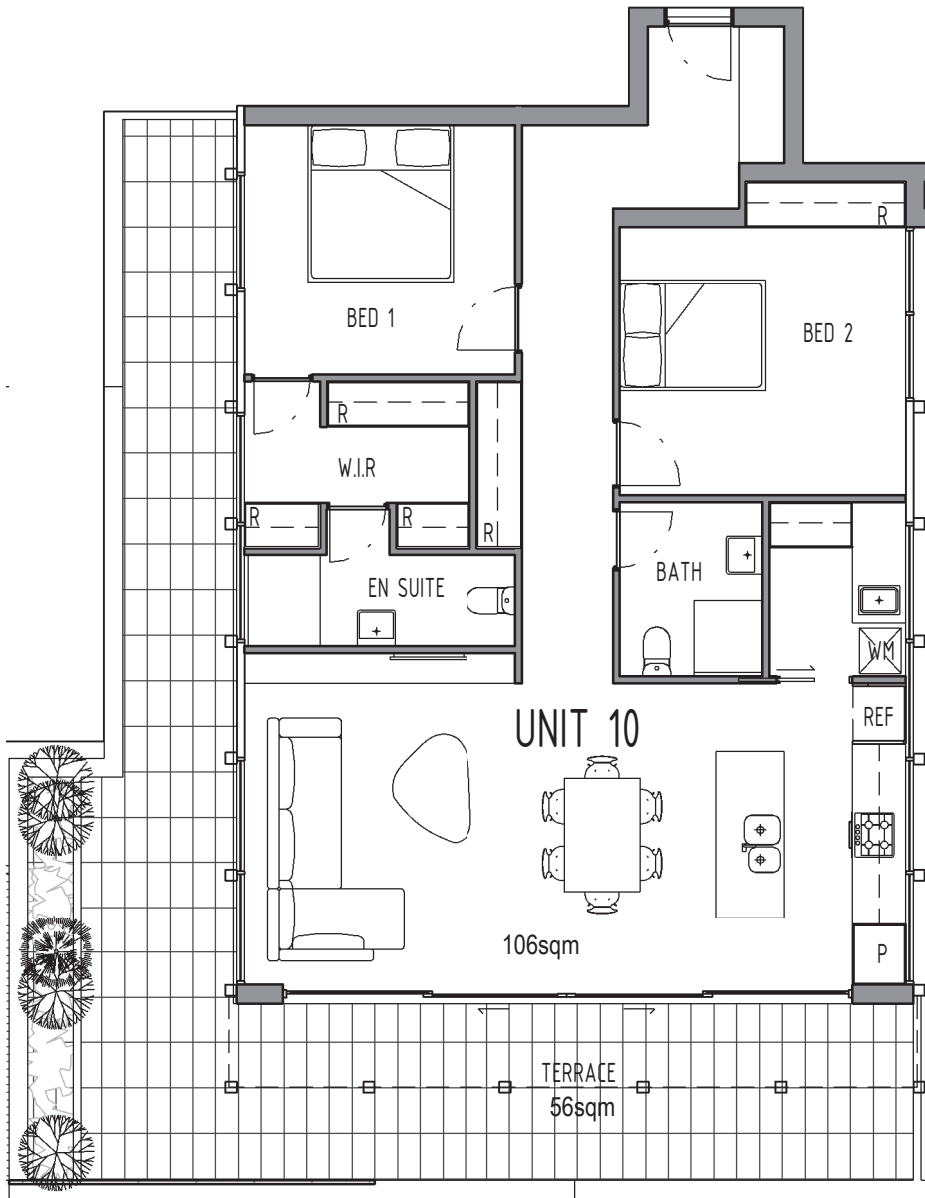 R
BED 1
BED 2
R
W.I.R
R
R
R
EN SUITE
BATH
WM
REF
UNIT 10
106sqm
P
TERRACE
56sqm